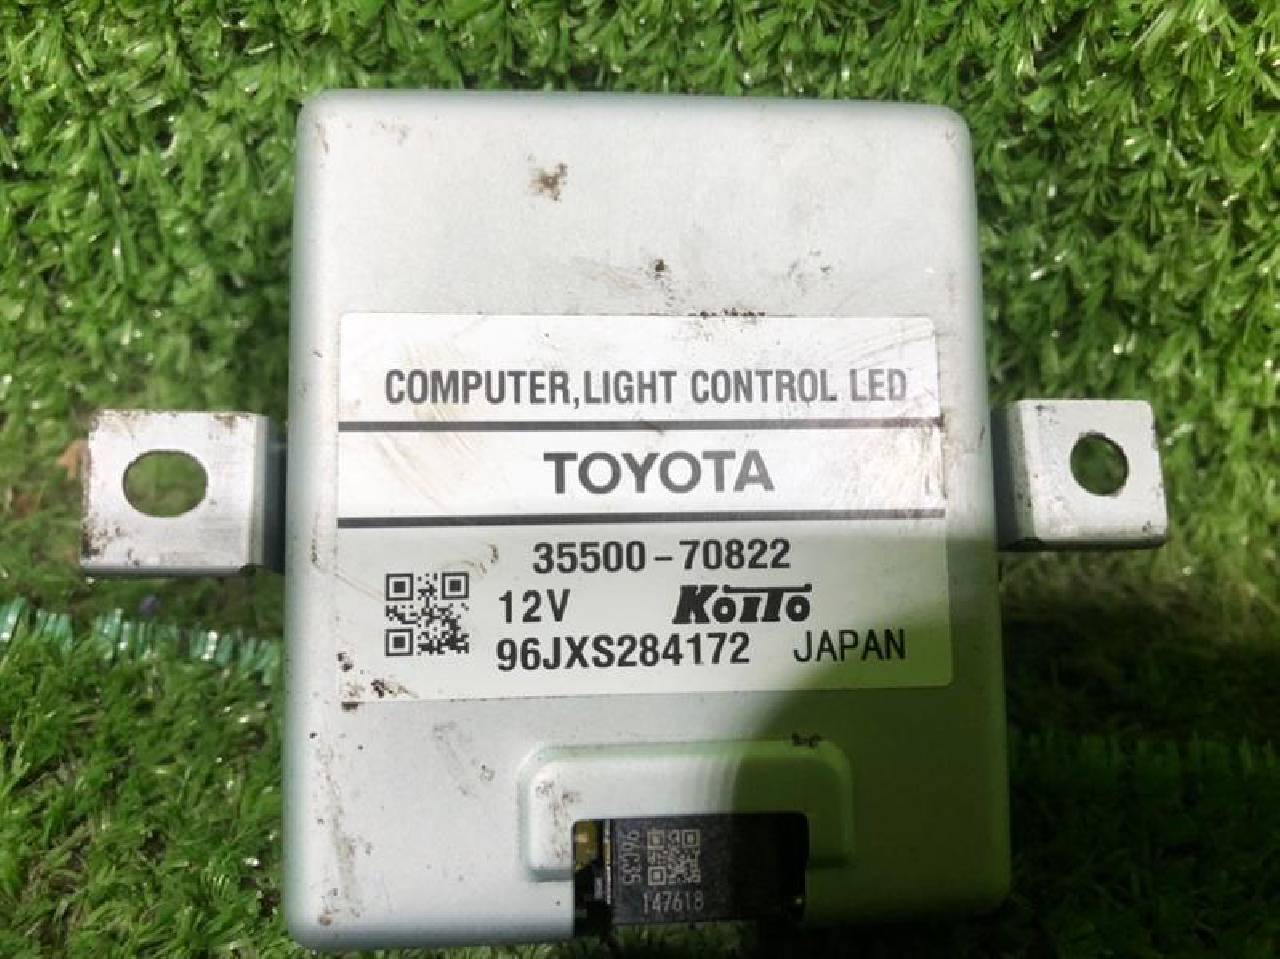 COMPUTER,LIGHT CONTROL LED
TOYOTA
35500-70822
12V KOITO
96JXS284172 JAPAN
96C35
147618